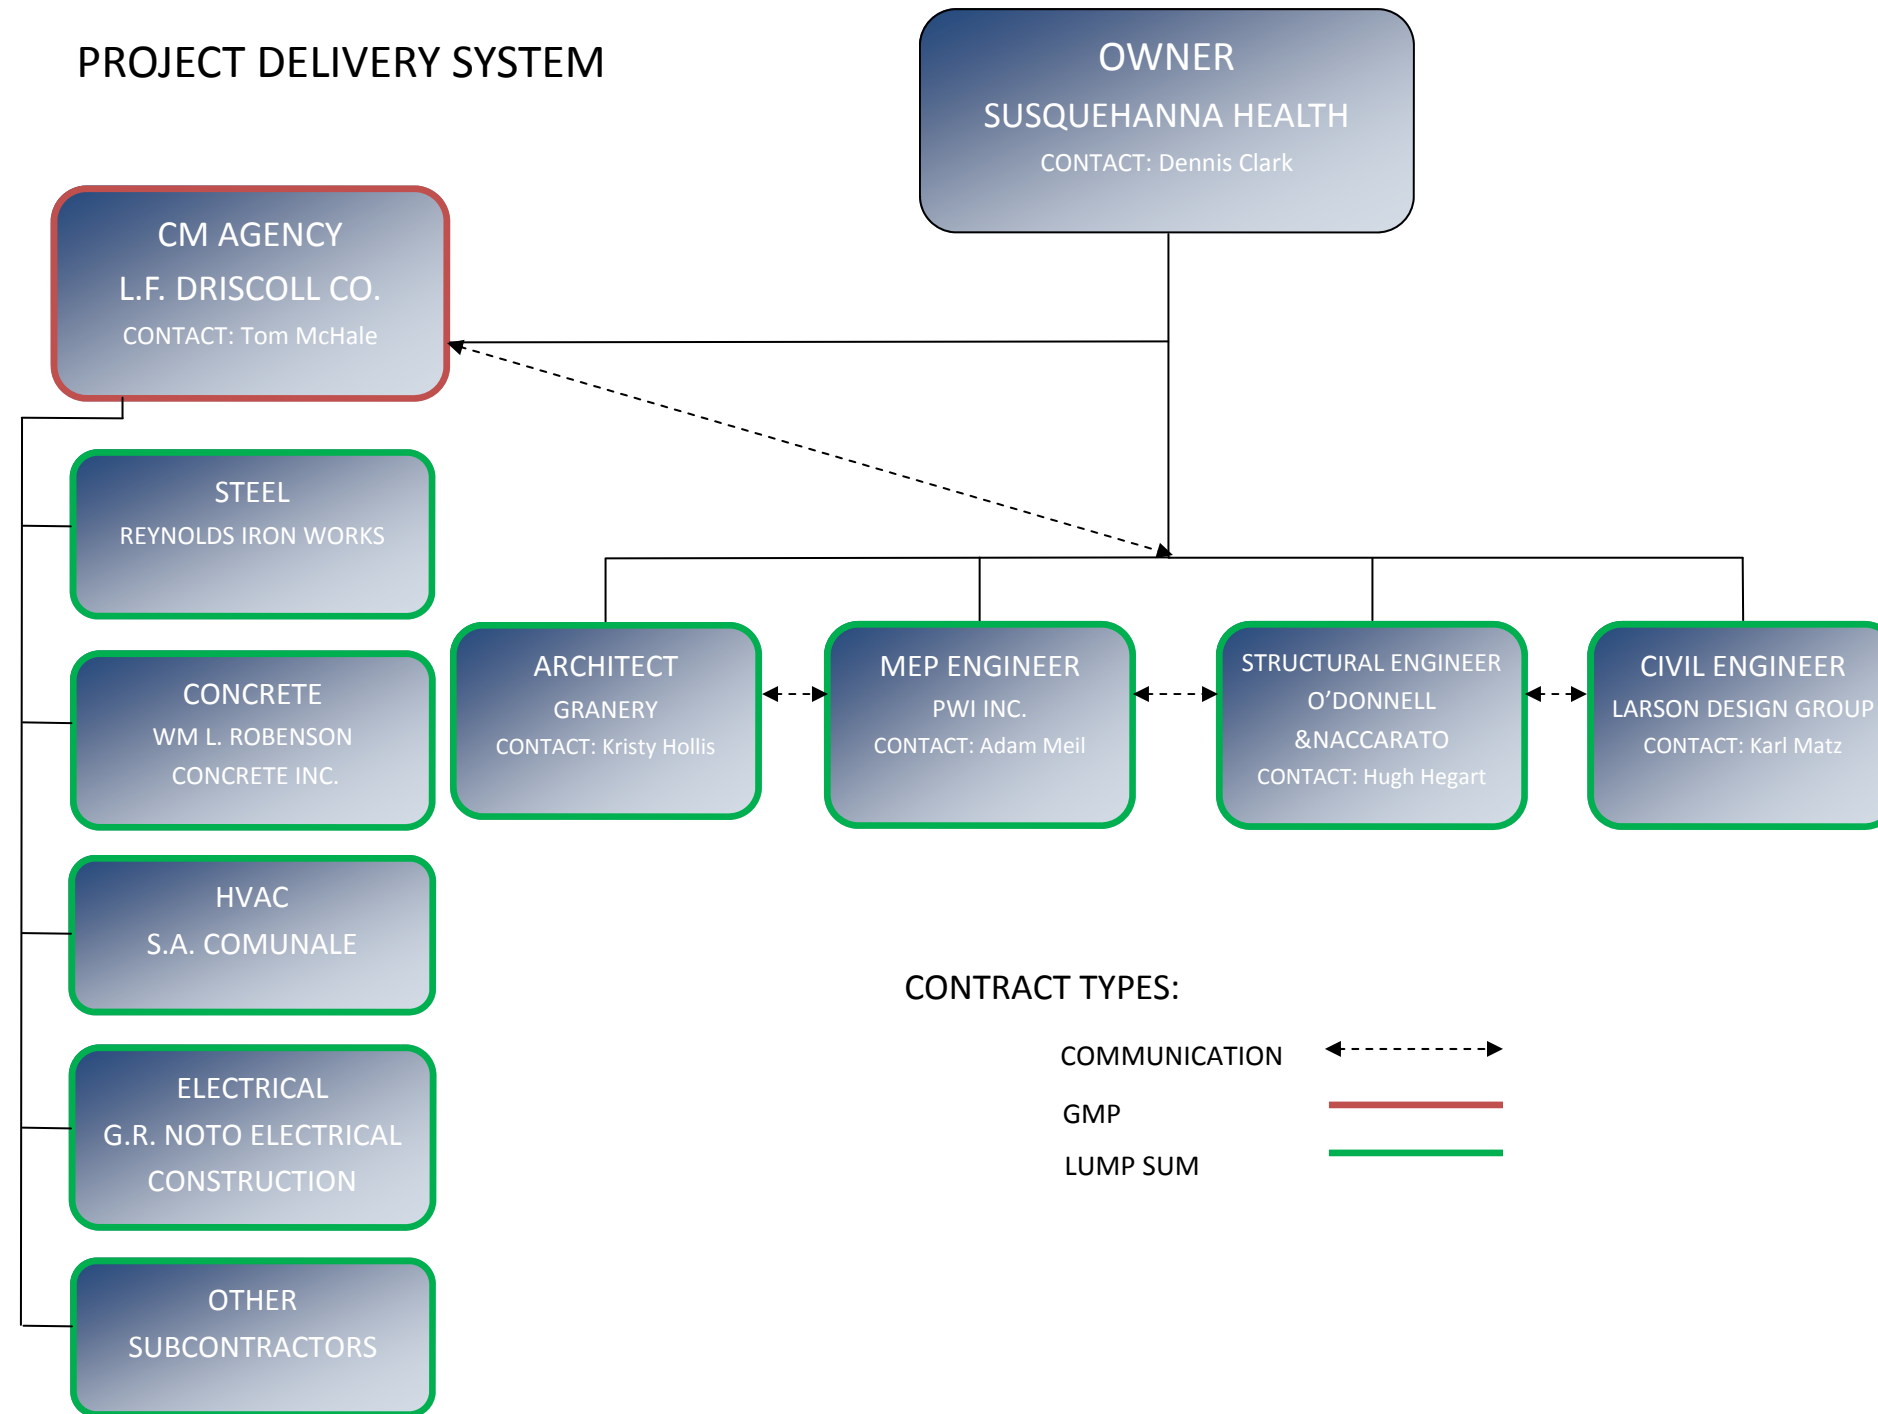 PROJECT DELIVERY SYSTEM
OWNER
SUSQUEHANNA HEALTH
CONTACT: Dennis Clark
CM AGENCY
L.F. DRISCOLL CO.
CONTACT: Tom McHale
STEEL
REYNOLDS IRON WORKS
CONCRETE
WM L. ROBENSON
CONCRETE INC.
HVAC
S.A. COMUNALE
ELECTRICAL
G.R. NOTO ELECTRICAL
CONSTRUCTION
OTHER
SUBCONTRACTORS
ARCHITECT
GRANERY
CONTACT: Kristy Hollis
MEP ENGINEER
PWI INC.
CONTACT: Adam Meil
STRUCTURAL ENGINEER
O’DONNELL
&NACCARATO
CONTACT: Hugh Hegart
CIVIL ENGINEER
LARSON DESIGN GROUP
CONTACT: Karl Matz
CONTRACT TYPES:
COMMUNICATION
GMP
LUMP SUM